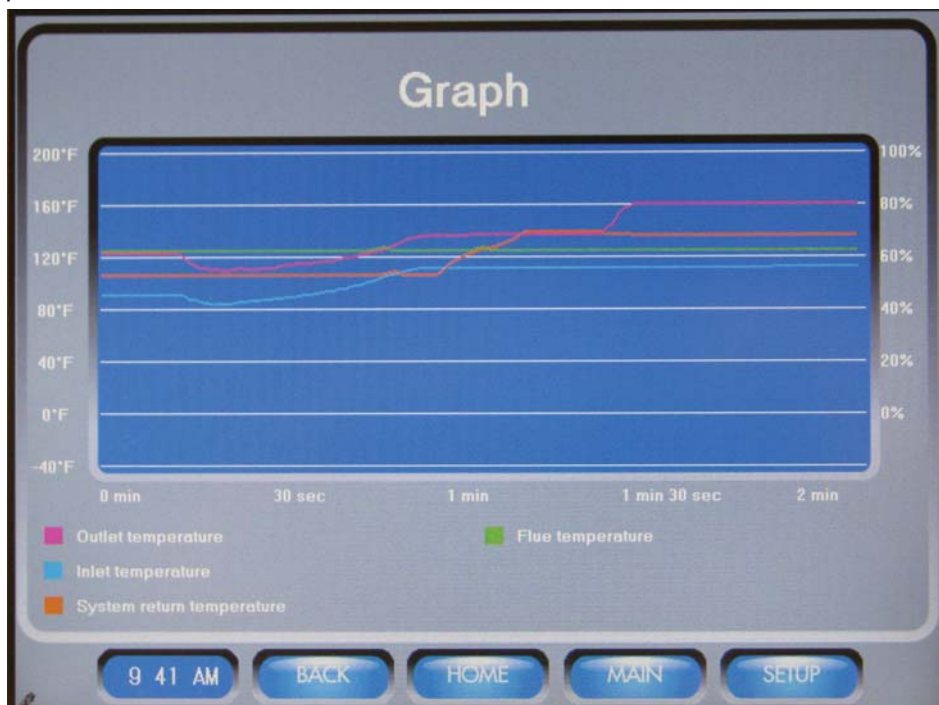 Graph
200°F 100%
160°F 80%
120°F 60%
80°F 40%
40°F 20%
0°F 0%
-40°F
0 min 30 sec 1 min 1 min 30 sec 2 min
Outlet temperature Flue temperature
Inlet temperature
System return temperature
9 41 AM BACK HOME MAIN SETUP